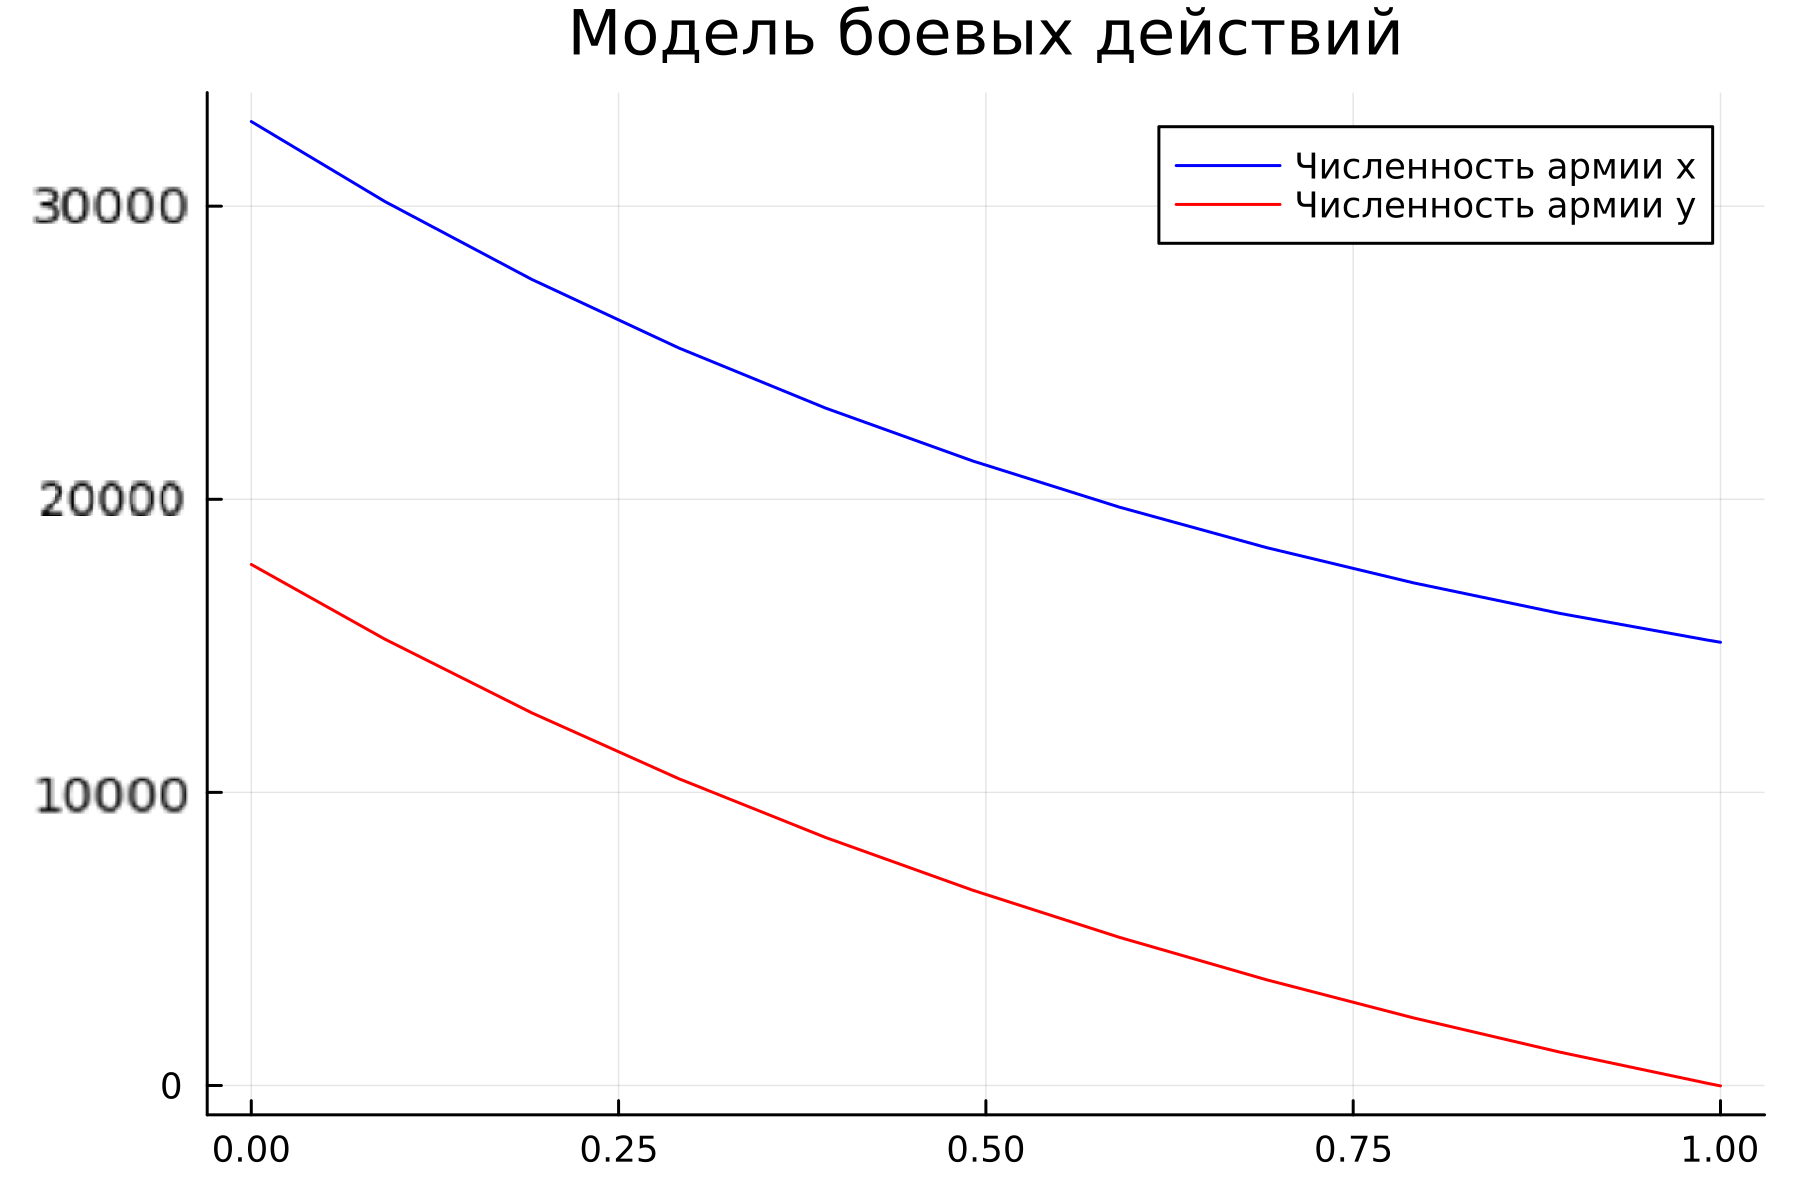 Модель боевых действий
Численность армии x
Численность армии y
30000
20000
10000
0
0.00 0.25 0.50 0.75 1.00